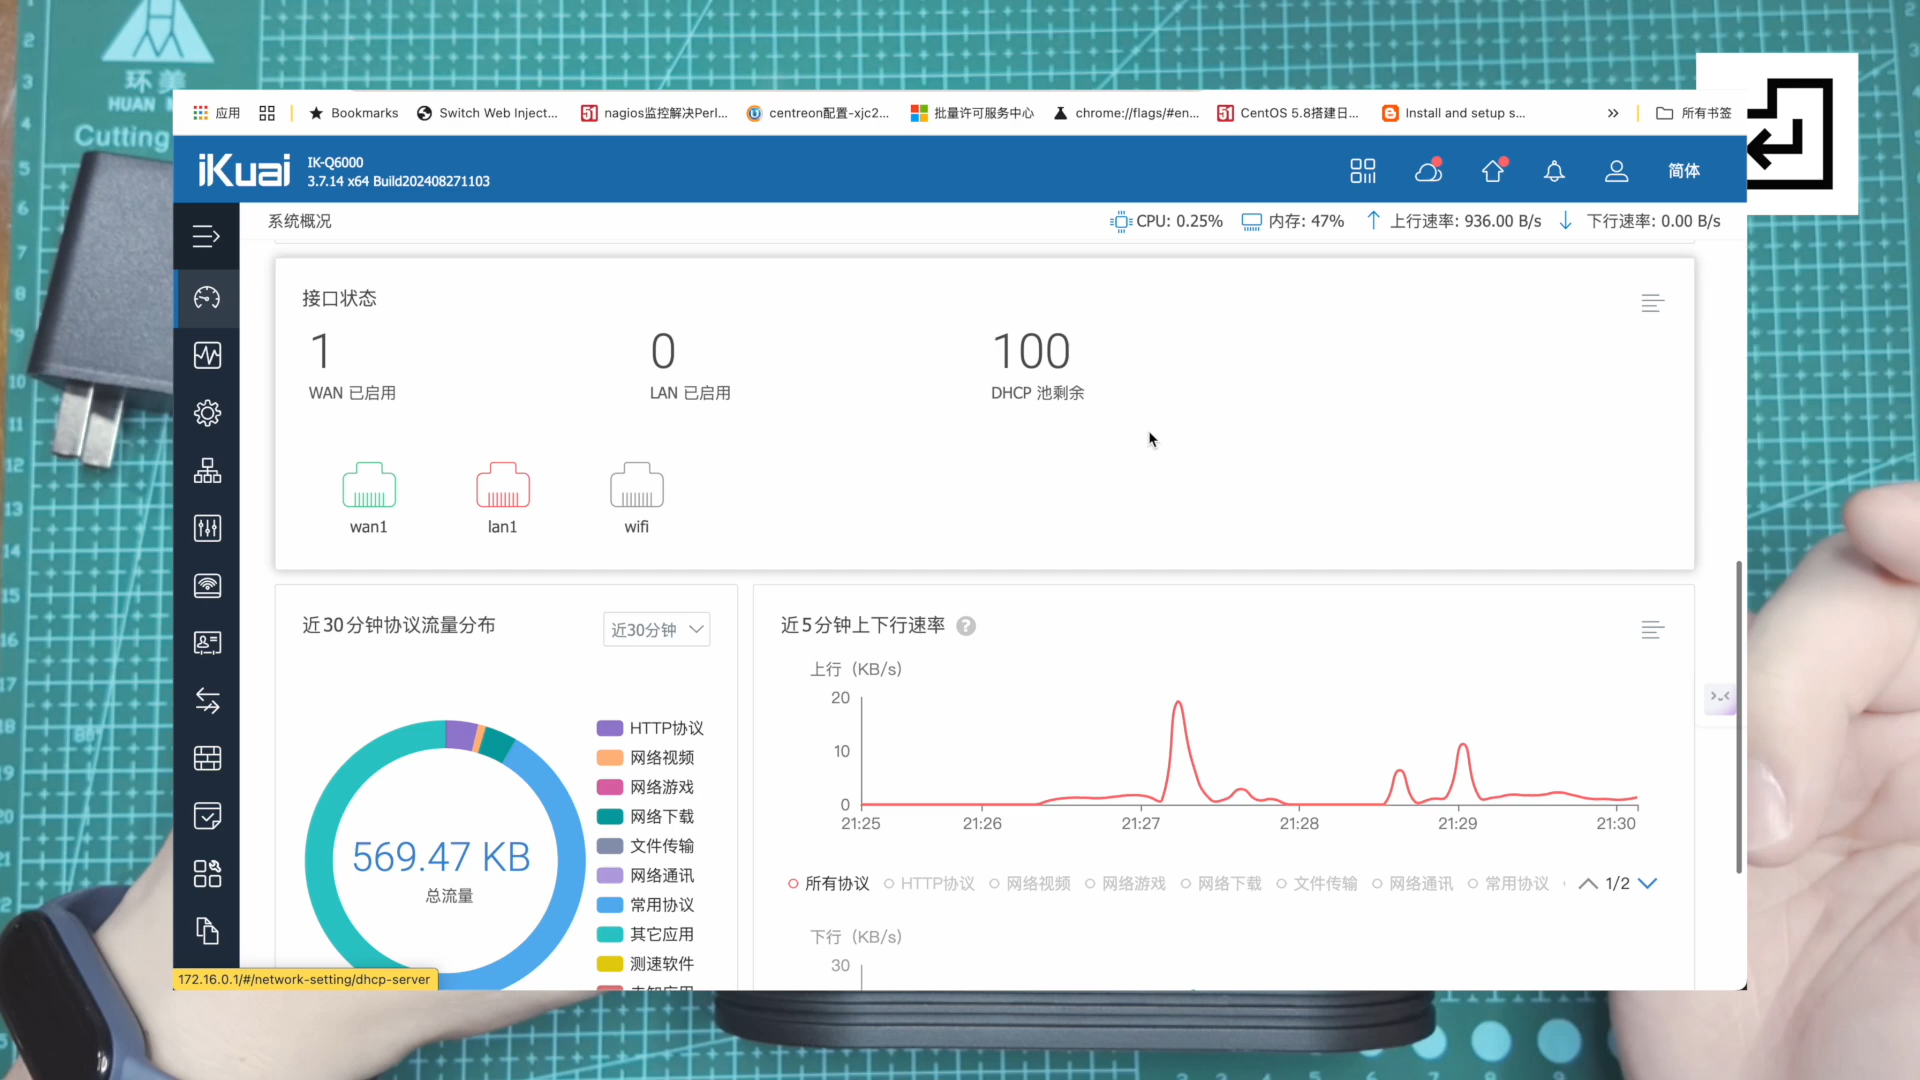 环美
HUAN M
Cutting
应用
Bookmarks
Switch Web Inject...
nagios监控解决Perl...
centreon配置-xjc2...
批量许可服务中心
chrome://flags/#en...
CentOS 5.8搭建日...
Install and setup s...
»
所有书签
iKuai
IK-Q6000
3.7.14 x64 Build202408271103
简体
系统概况
CPU: 0.25%
内存: 47%
上行速率: 936.00 B/s
下行速率: 0.00 B/s
接口状态
1
WAN 已启用
0
LAN 已启用
100
DHCP 池剩余
wan1
lan1
wifi
近30分钟协议流量分布
近30分钟
569.47 KB
总流量
HTTP协议
网络视频
网络游戏
网络下载
文件传输
网络通讯
常用协议
其它应用
测速软件
近5分钟上下行速率
?
上行 (KB/s)
20
10
0
21:25
21:26
21:27
21:28
21:29
21:30
所有协议
HTTP协议
网络视频
网络游戏
网络下载
文件传输
网络通讯
常用协议
1/2
下行 (KB/s)
30
172.16.0.1/#/network-setting/dhcp-server